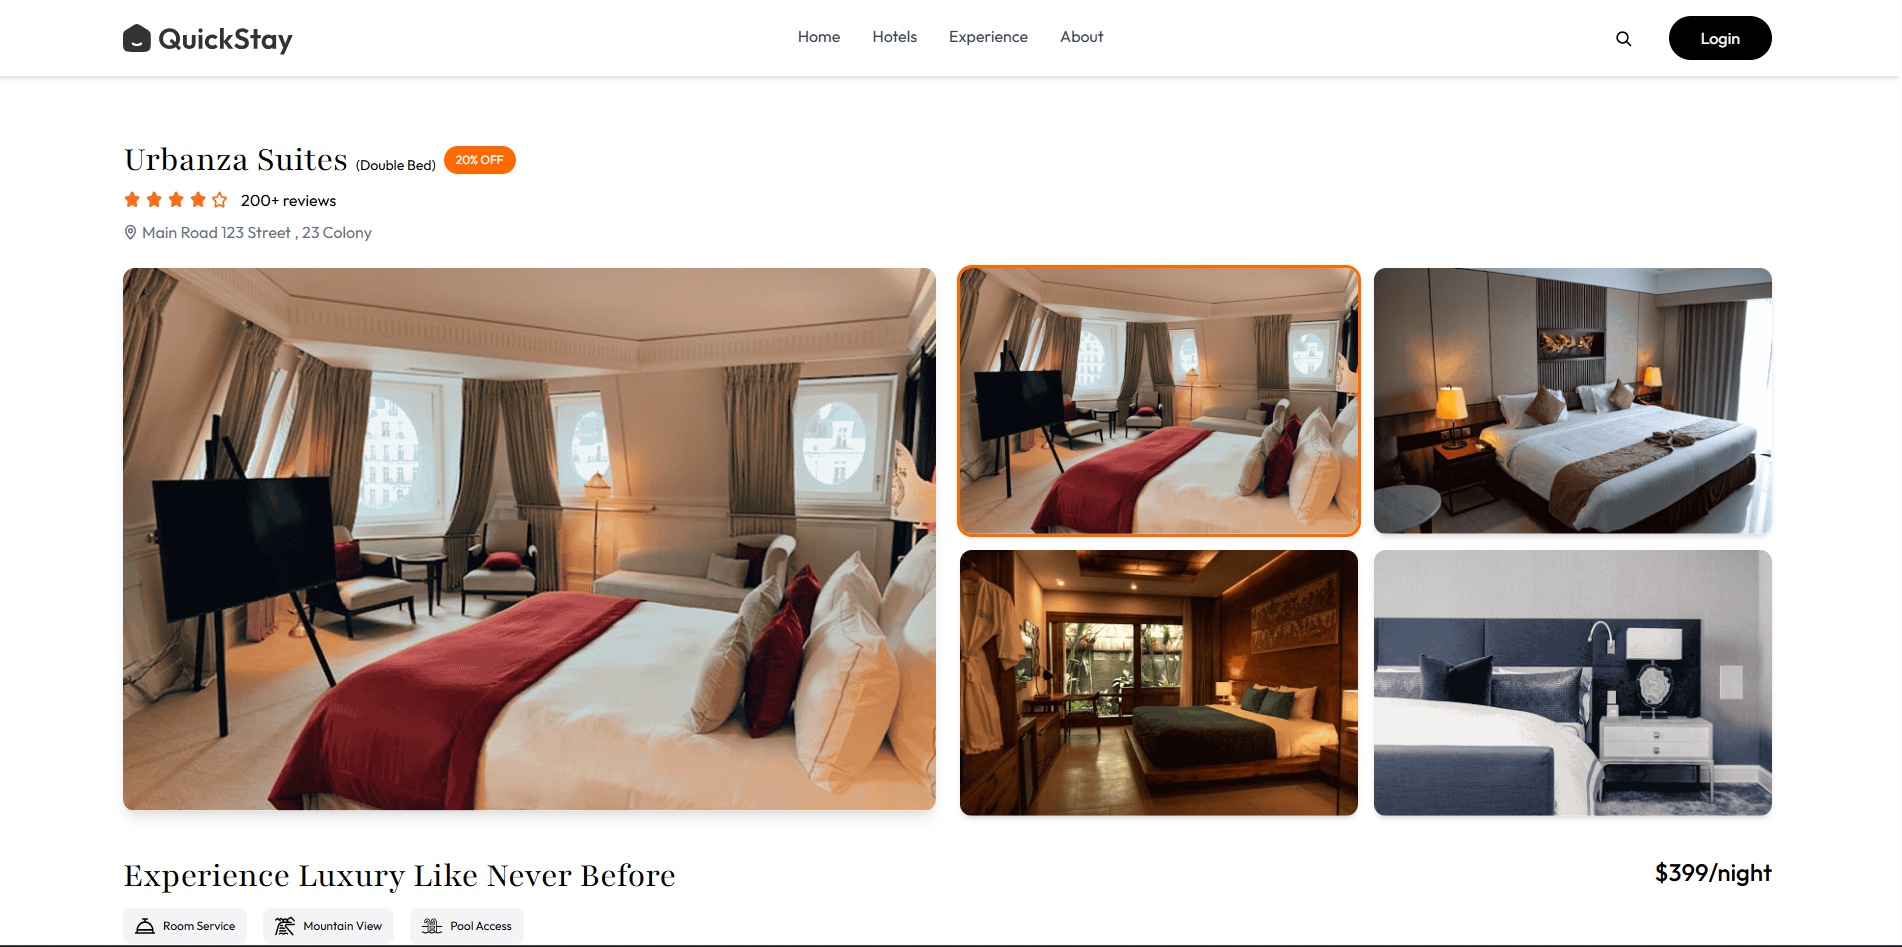 QuickStay
Home Hotels Experience About
Login
Urbanza Suites (Double Bed) 20% OFF
200+ reviews
Main Road 123 Street , 23 Colony
Experience Luxury Like Never Before
$399/night
Room Service Mountain View Pool Access